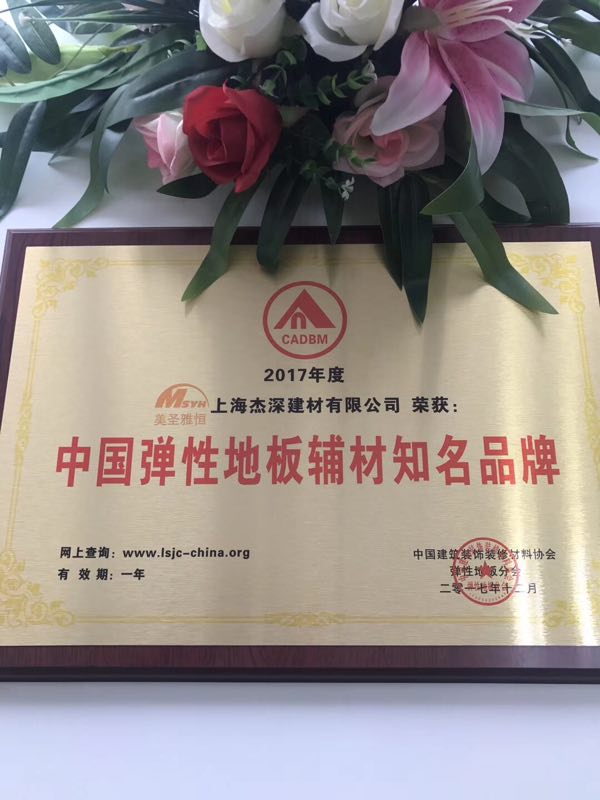 CADBM
2017年度
MSYH
美圣雅恒
上海杰深建材有限公司 荣获：
中国弹性地板辅材知名品牌
网上查询：www.lsjc-china.org
有 效 期：一年
中国建筑装饰装修材料协会
弹性地板分会
二零一七年十二月